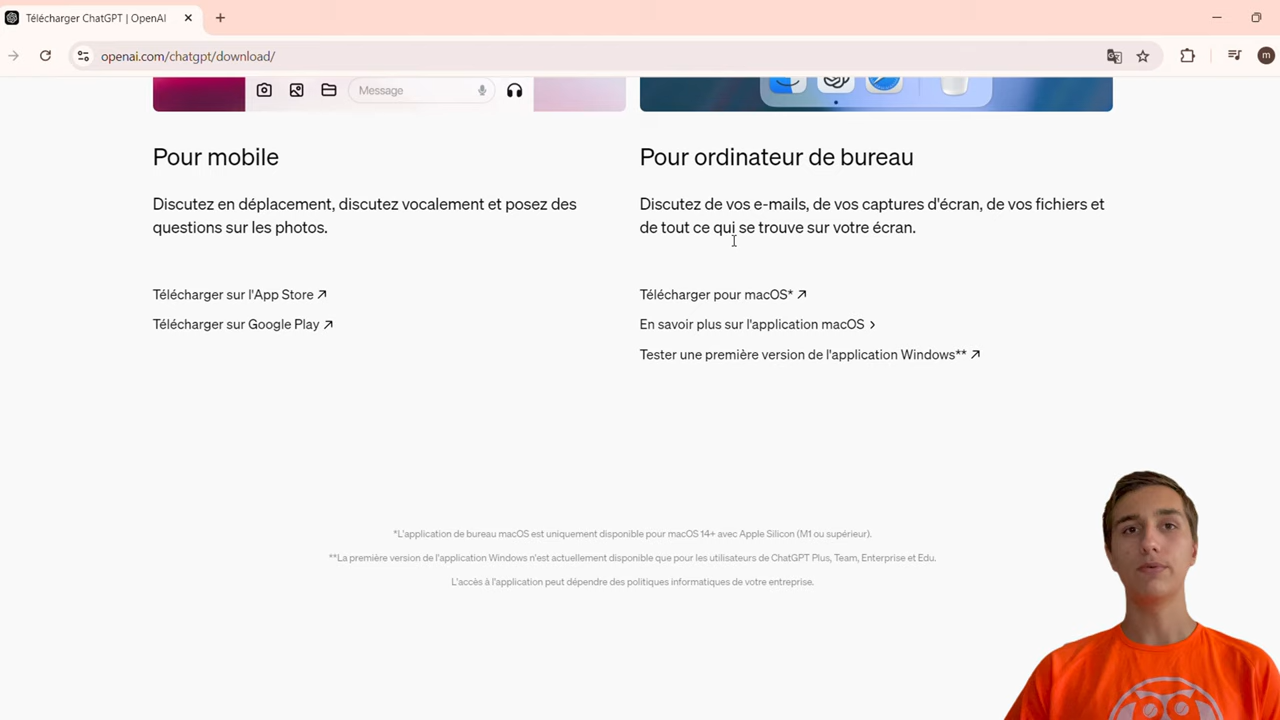 Télécharger ChatGPT | OpenAI
openai.com/chatgpt/download/
m
Message
Pour mobile
Discutez en déplacement, discutez vocalement et posez des
questions sur les photos.
Télécharger sur l'App Store
Télécharger sur Google Play
Pour ordinateur de bureau
Discutez de vos e-mails, de vos captures d'écran, de vos fichiers et
de tout ce qui se trouve sur votre écran.
Télécharger pour macOS*
En savoir plus sur l'application macOS
Tester une première version de l'application Windows**
*L'application de bureau macOS est uniquement disponible pour macOS 14+ avec Apple Silicon (M1 ou supérieur).
**La première version de l'application Windows n'est actuellement disponible que pour les utilisateurs de ChatGPT Plus, Team, Enterprise et Edu.
L'accès à l'application peut dépendre des politiques informatiques de votre entreprise.